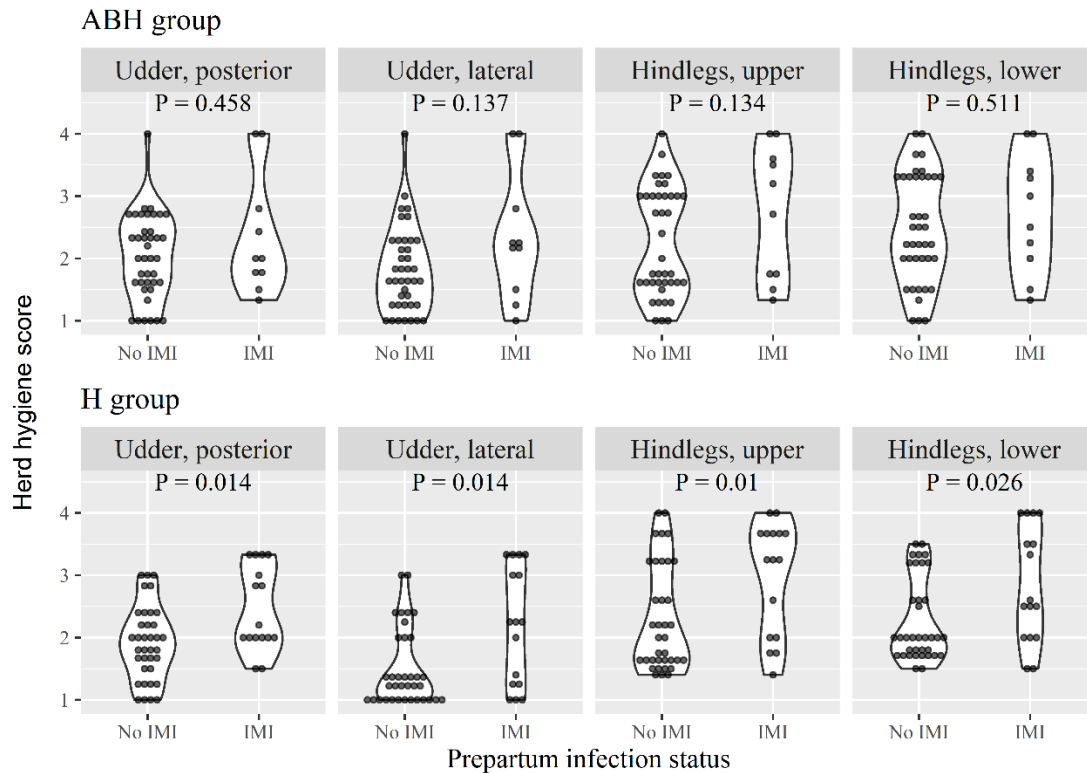 ABH group
Udder, posterior Udder, lateral Hindlegs, upper Hindlegs, lower
P = 0.458 P = 0.137 P = 0.134 P = 0.511
4
3
2
1
No IMI IMI No IMI IMI No IMI IMI No IMI IMI
Herd hygiene score
H group
Udder, posterior Udder, lateral Hindlegs, upper Hindlegs, lower
P = 0.014 P = 0.014 P = 0.01 P = 0.026
4
3
2
1
No IMI IMI No IMI IMI No IMI IMI No IMI IMI
Prepartum infection status